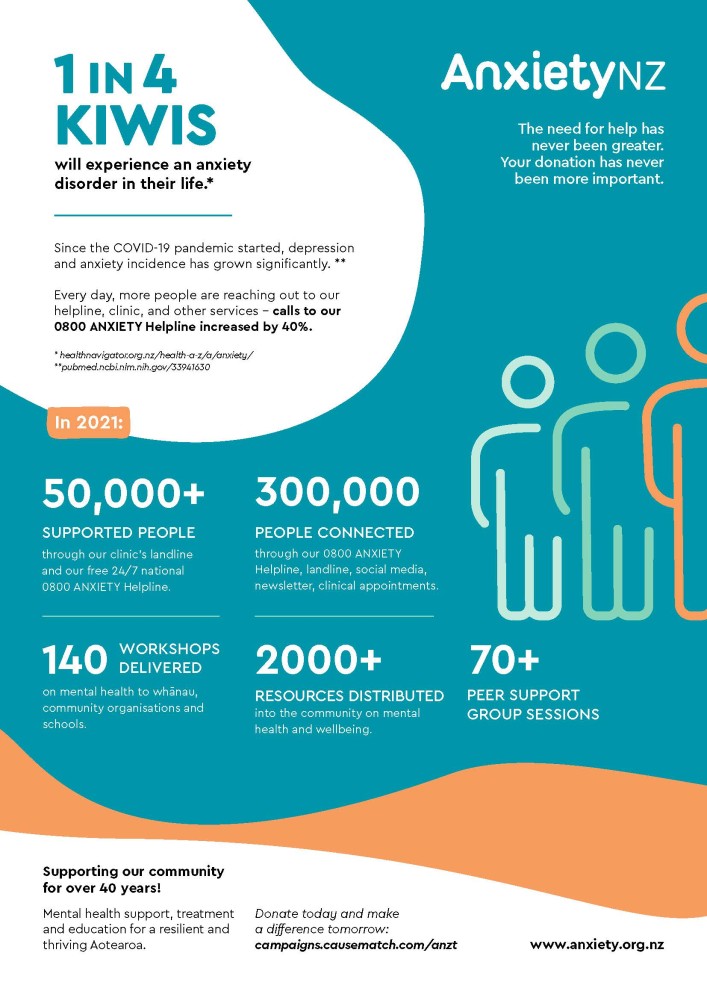 1 IN 4
KIWIS
will experience an anxiety
disorder in their life.*
Since the COVID-19 pandemic started, depression
and anxiety incidence has grown significantly. **
Every day, more people are reaching out to our
helpline, clinic, and other services – calls to our
0800 ANXIETY Helpline increased by 40%.
* healthnavigator.org.nz/health-a-z/a/anxiety/
**pubmed.ncbi.nlm.nih.gov/33941630
AnxietyNZ
The need for help has
never been greater.
Your donation has never
been more important.
In 2021:
50,000+
SUPPORTED PEOPLE
through our clinic's landline
and our free 24/7 national
0800 ANXIETY Helpline.
300,000
PEOPLE CONNECTED
through our 0800 ANXIETY
Helpline, landline, social media,
newsletter, clinical appointments.
140 WORKSHOPS
DELIVERED
on mental health to whānau,
community organisations and
schools.
2000+
RESOURCES DISTRIBUTED
into the community on mental
health and wellbeing.
70+
PEER SUPPORT
GROUP SESSIONS
Supporting our community
for over 40 years!
Mental health support, treatment
and education for a resilient and
thriving Aotearoa.
Donate today and make
a difference tomorrow:
campaigns.causematch.com/anzt
www.anxiety.org.nz